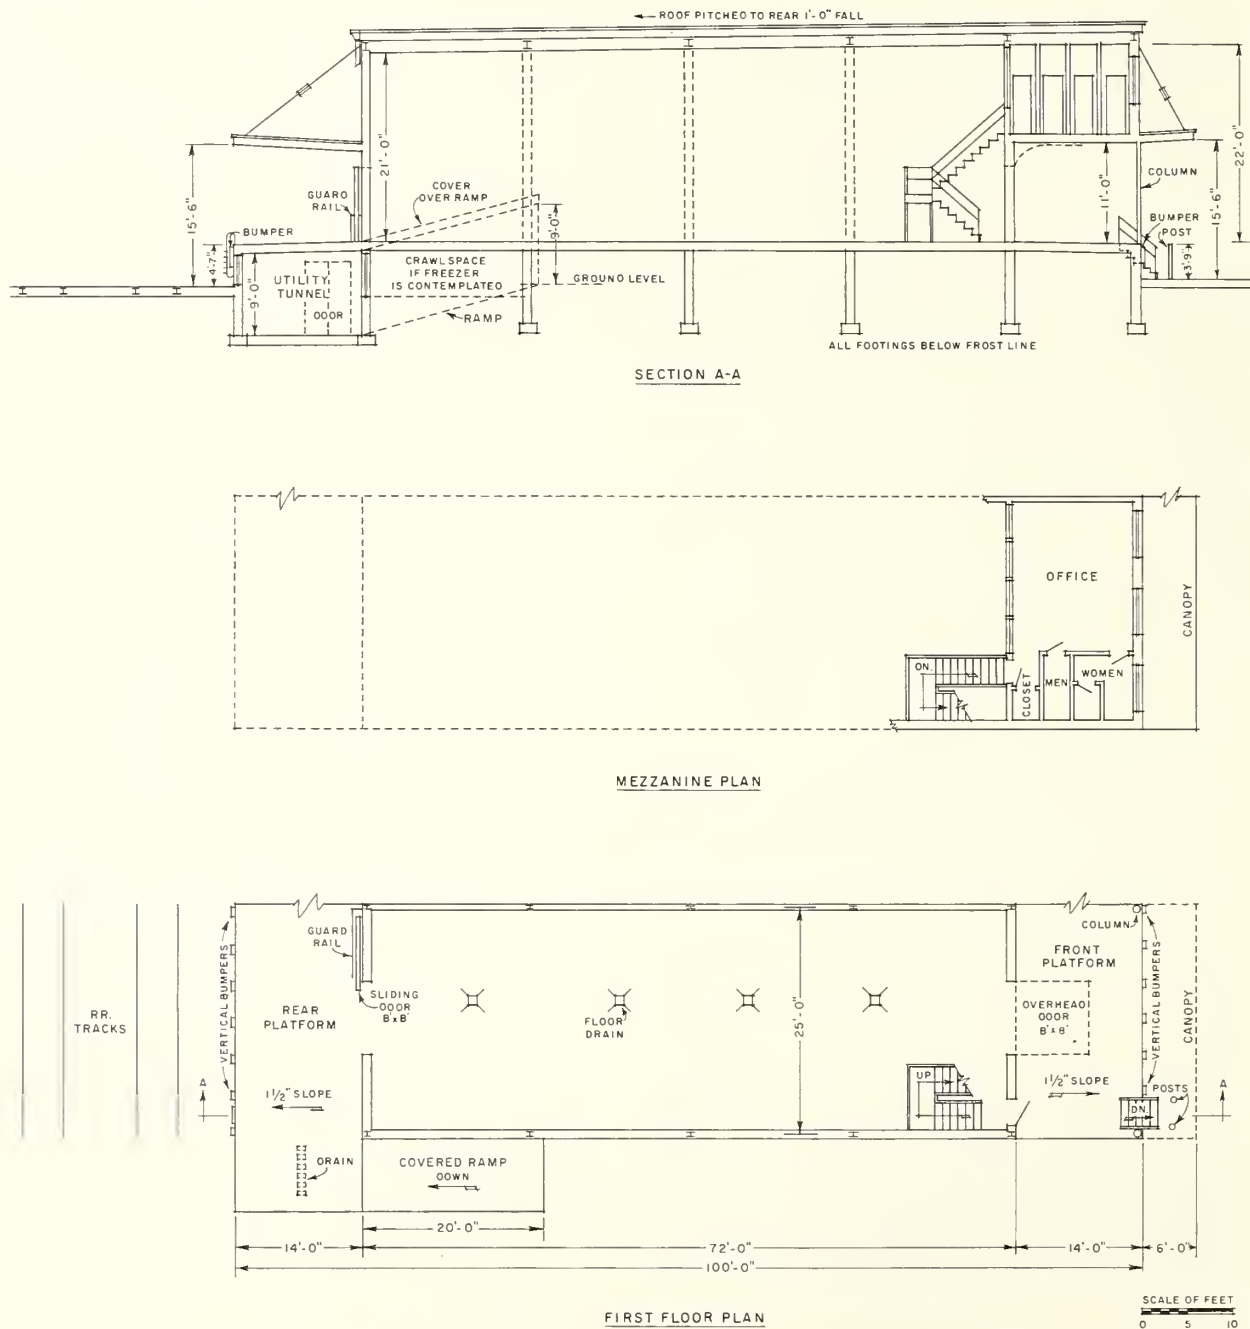 ROOF PITCHED TO REAR 1'-0" FALL
21'-0"
22'-0"
15'-6"
GUARD
RAIL
COVER
OVER RAMP
11'-0"
COLUMN
15'-6"
BUMPER
9'-0"
BUMPER
POST
4'-7"
3'-9"
UTILITY
TUNNEL
DOOR
9'-0"
CRAWLSPACE
IF FREEZER
IS CONTEMPLATED
GROUND LEVEL
RAMP
ALL FOOTINGS BELOW FROST LINE
SECTION A-A
OFFICE
CANOPY
DN.
CLOSET
MEN
WOMEN
MEZZANINE PLAN
RR.
TRACKS
VERTICAL BUMPERS
GUARD
RAIL
REAR
PLATFORM
SLIDING
DOOR
8'x8'
FLOOR
DRAIN
25'-0"
FRONT
PLATFORM
COLUMN
OVERHEAD
DOOR
8'x8'
VERTICAL BUMPERS
CANOPY
A
1½" SLOPE
UP
1½" SLOPE
DN.
POSTS
A
DRAIN
COVERED RAMP
DOWN
20'-0"
14'-0"
72'-0"
14'-0"
6'-0"
100'-0"
FIRST FLOOR PLAN
SCALE OF FEET
0 5 10